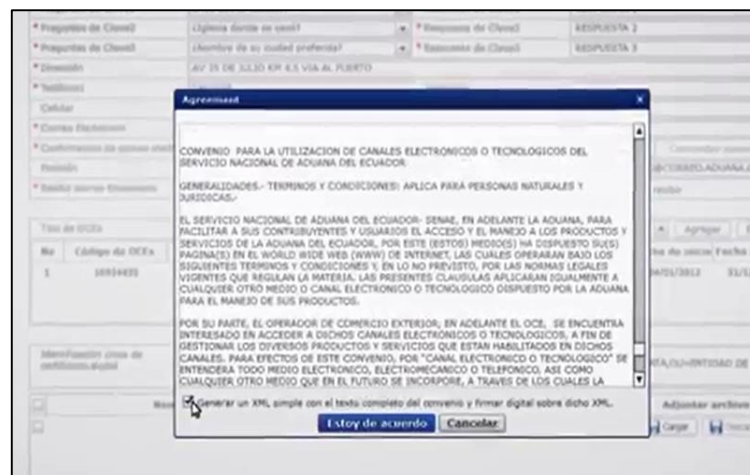 * Preguntas de Clave2
¿Iglesia donde se casó?
* Respuesta de Clave2
RESPUESTA 2
* Preguntas de Clave3
¿Nombre de su ciudad preferida?
* Respuesta de Clave3
RESPUESTA 3
* Dirección
AV 25 DE JULIO KM 4.5 VIA AL PUERTO
* Teléfono
Celular
* Correo Electrónico
Agreement
CONVENIO PARA LA UTILIZACION DE CANALES ELECTRONICOS O TECNOLOGICOS DEL
SERVICIO NACIONAL DE ADUANA DEL ECUADOR
GENERALIDADES.- TERMINOS Y CONDICIONES: APLICA PARA PERSONAS NATURALES Y
JURIDICAS.-
EL SERVICIO NACIONAL DE ADUANA DEL ECUADOR- SENAE, EN ADELANTE LA ADUANA, PARA
FACILITAR A SUS CONTRIBUYENTES Y USUARIOS EL ACCESO Y EL MANEJO A LOS PRODUCTOS Y
SERVICIOS DE LA ADUANA DEL ECUADOR, POR ESTE (ESTOS) MEDIO(S) HA DISPUESTO SU(S)
PAGINA(S) EN EL WORLD WIDE WEB (WWW) DE INTERNET, LAS CUALES OPERARAN BAJO LOS
SIGUIENTES TERMINOS Y CONDICIONES Y, EN LO NO PREVISTO, POR LAS NORMAS LEGALES
VIGENTES QUE REGULAN LA MATERIA. LAS PRESENTES CLAUSULAS APLICARAN IGUALMENTE A
CUALQUIER OTRO MEDIO O CANAL ELECTRONICO O TECNOLOGICO DISPUESTO POR LA ADUANA
PARA EL MANEJO DE SUS PRODUCTOS.
POR SU PARTE, EL OPERADOR DE COMERCIO EXTERIOR, EN ADELANTE EL OCE, SE ENCUENTRA
INTERESADO EN ACCEDER A DICHOS CANALES ELECTRONICOS O TECNOLOGICOS, A FIN DE
GESTIONAR LOS DIVERSOS PRODUCTOS Y SERVICIOS QUE ESTAN HABILITADOS EN DICHOS
CANALES. PARA EFECTOS DE ESTE CONVENIO, POR "CANAL ELECTRONICO O TECNOLOGICO" SE
ENTENDERA TODO MEDIO ELECTRONICO, ELECTROMECANICO O TELEFONICO, ASI COMO
CUALQUIER OTRO MEDIO QUE EN EL FUTURO SE INCORPORE, A TRAVES DE LOS CUALES LA
Generar un XML simple con el texto completo del convenio y firmar digital sobre dicho XML.
Estoy de acuerdo
Cancelar
Tipo de OCEs
Agregar
No
Código de OCEs
1
Adjuntar archivo
Cargar